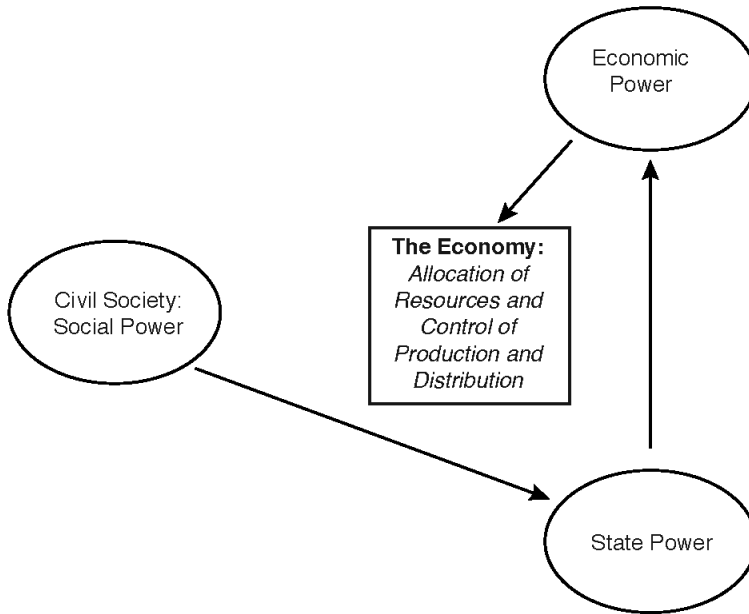 Economic
Power
The Economy:
Allocation of
Resources and
Control of
Production and
Distribution
Civil Society:
Social Power
State Power